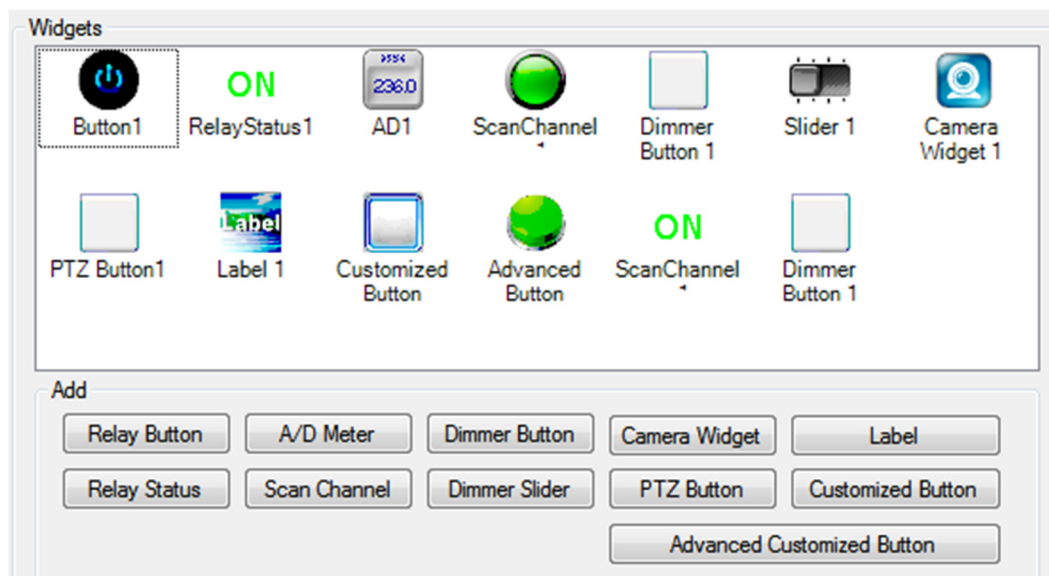 Widgets
ON
236.0
Button1 RelayStatus1 AD1 ScanChannel Dimmer Button 1 Slider 1 Camera Widget 1
Label
ON
PTZ Button1 Label 1 Customized Button Advanced Button ScanChannel Dimmer Button 1
Add
Relay Button A/D Meter Dimmer Button Camera Widget Label
Relay Status Scan Channel Dimmer Slider PTZ Button Customized Button
Advanced Customized Button